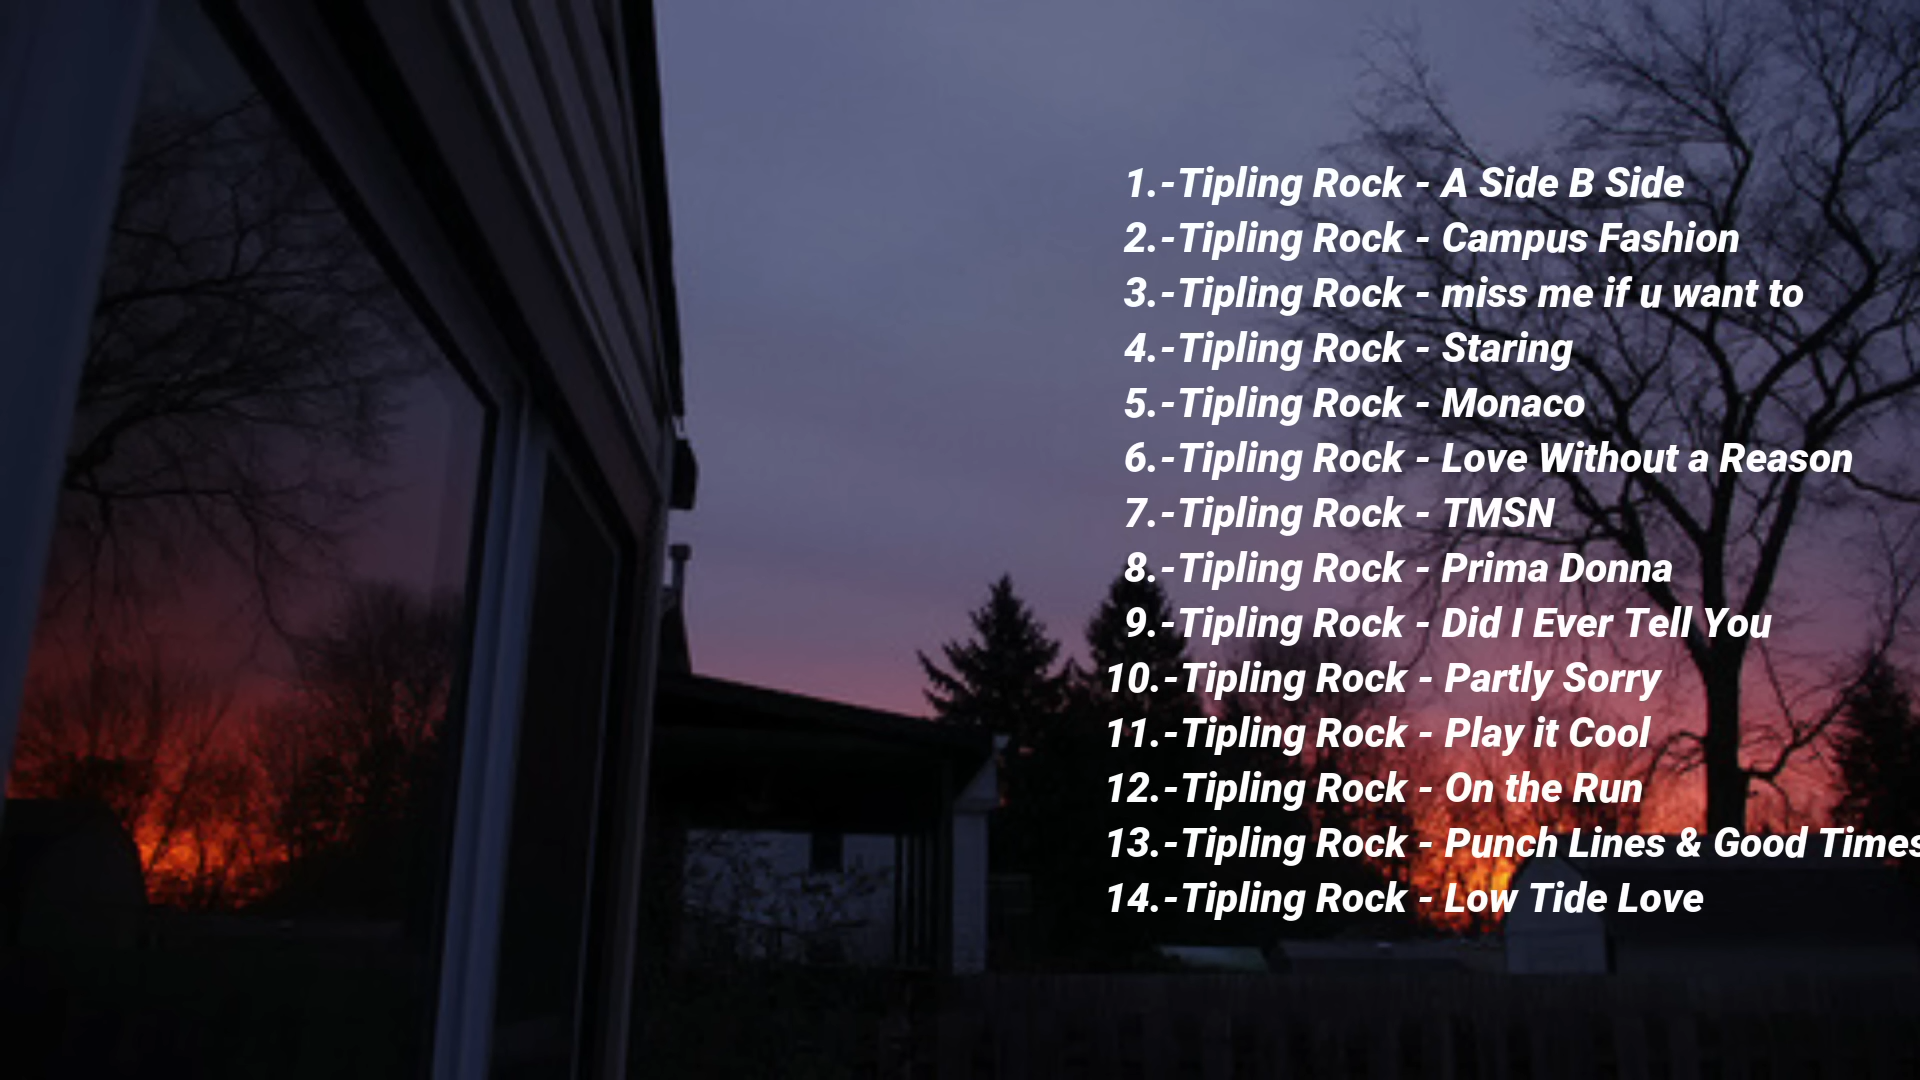 1.-Tipling Rock - A Side B Side
2.-Tipling Rock - Campus Fashion
3.-Tipling Rock - miss me if u want to
4.-Tipling Rock - Staring
5.-Tipling Rock - Monaco
6.-Tipling Rock - Love Without a Reason
7.-Tipling Rock - TMSN
8.-Tipling Rock - Prima Donna
9.-Tipling Rock - Did I Ever Tell You
10.-Tipling Rock - Partly Sorry
11.-Tipling Rock - Play it Cool
12.-Tipling Rock - On the Run
13.-Tipling Rock - Punch Lines & Good Times
14.-Tipling Rock - Low Tide Love